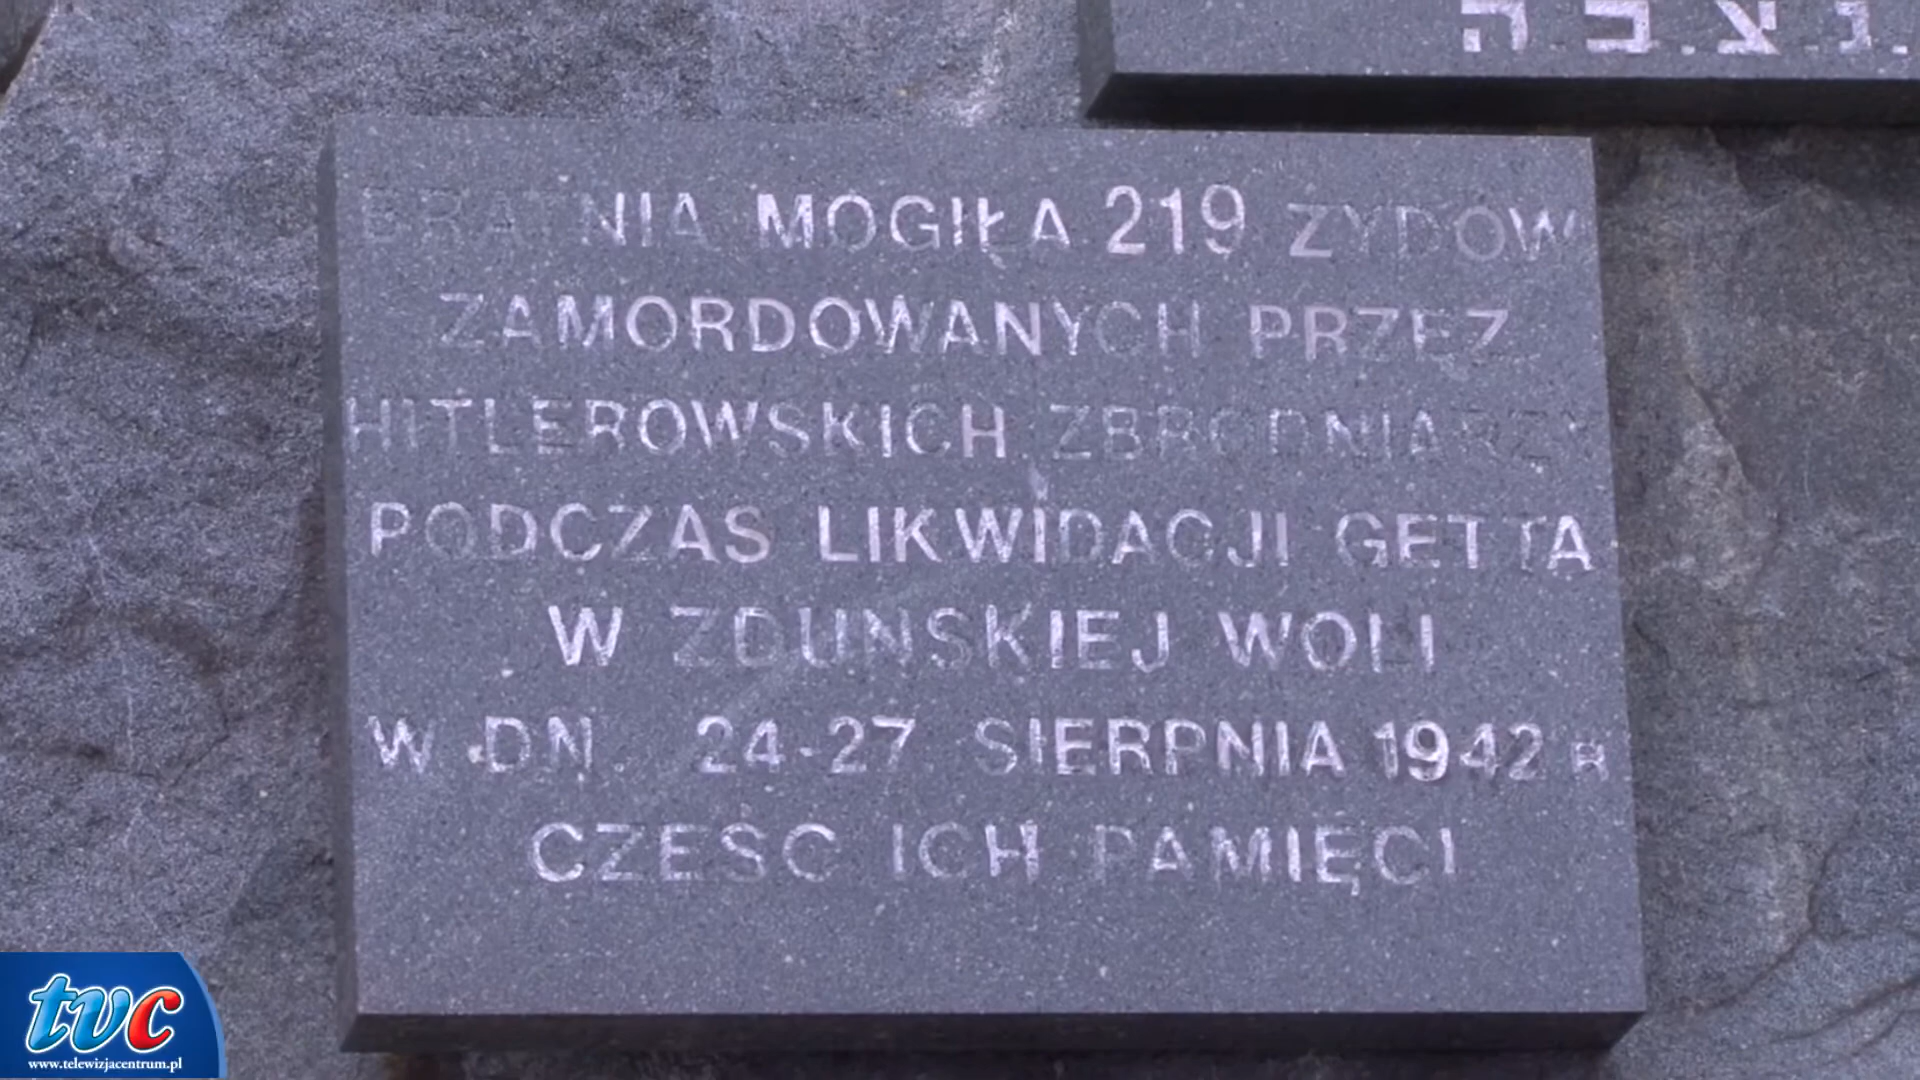 .נ.צ.ב.ה
BRATNIA MOGIŁA 219 ŻYDÓW
ZAMORDOWANYCH PRZEZ
HITLEROWSKICH ZBRODNIARZY
PODCZAS LIKWIDACJI GETTA
W ZDUŃSKIEJ WOLI
W DN. 24-27 SIERPNIA 1942 R
CZEŚĆ ICH PAMIĘCI
tvc
www.telewizjacentrum.pl